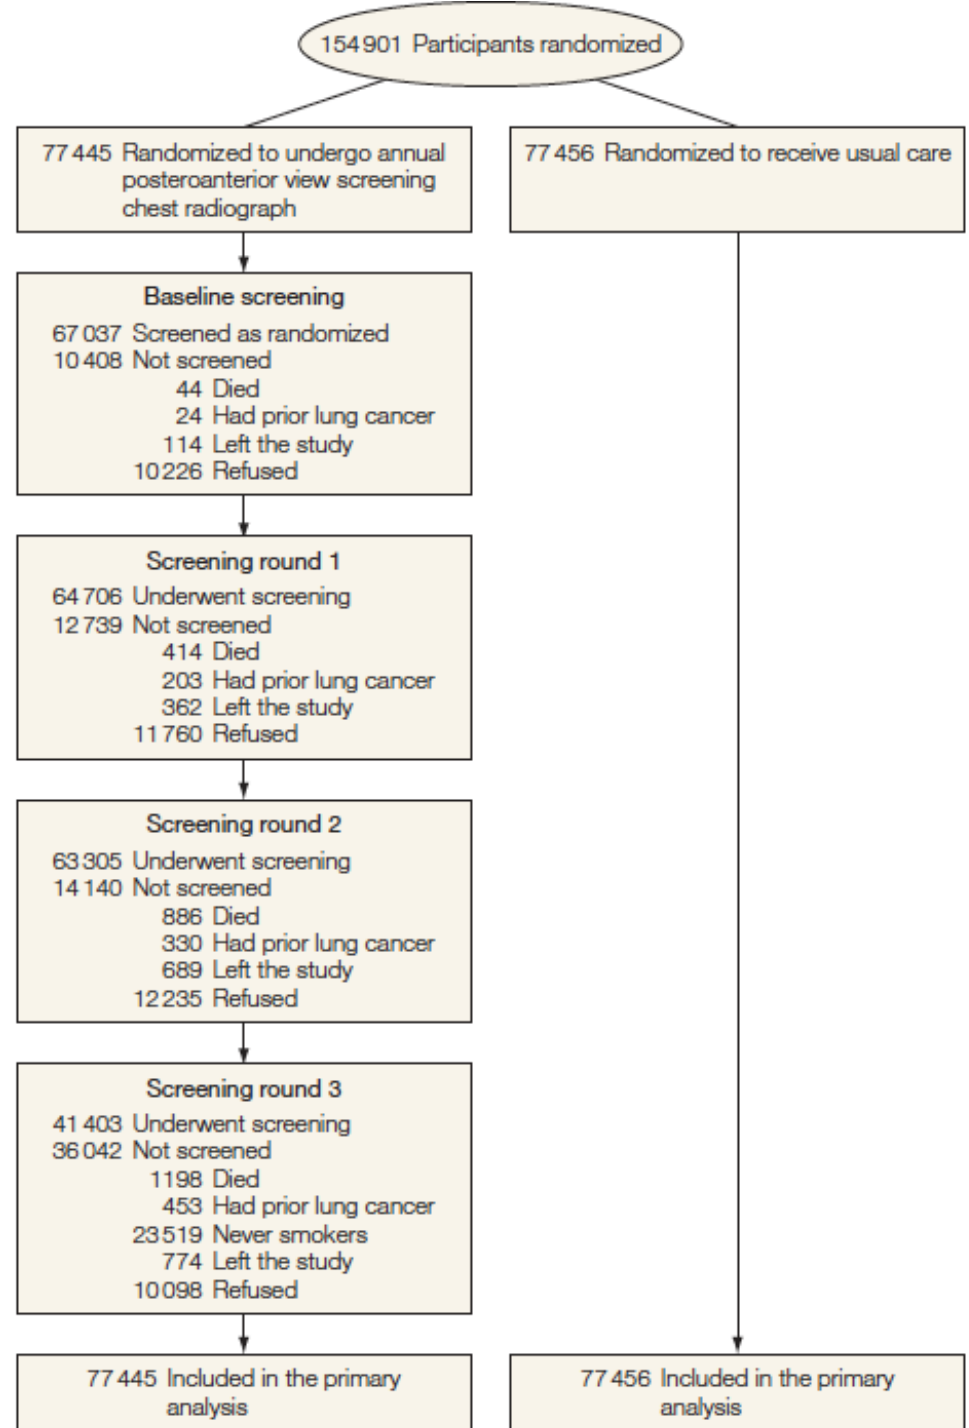 154 901 Participants randomized
77 445 Randomized to undergo annual
posteroanterior view screening
chest radiograph
77 456 Randomized to receive usual care
Baseline screening
67 037 Screened as randomized
10 408 Not screened
44 Died
24 Had prior lung cancer
114 Left the study
10 226 Refused
Screening round 1
64 706 Underwent screening
12 739 Not screened
414 Died
203 Had prior lung cancer
362 Left the study
11 760 Refused
Screening round 2
63 305 Underwent screening
14 140 Not screened
886 Died
330 Had prior lung cancer
689 Left the study
12 235 Refused
Screening round 3
41 403 Underwent screening
36 042 Not screened
1198 Died
453 Had prior lung cancer
23 519 Never smokers
774 Left the study
10 098 Refused
77 445 Included in the primary
analysis
77 456 Included in the primary
analysis